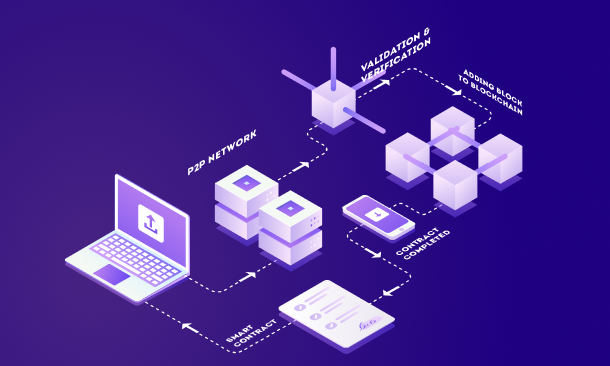 VALIDATION &
VERIFICATION
ADDING BLOCK
TO BLOCKCHAIN
P2P NETWORK
CONTRACT
COMPLETED
SMART
CONTRACT